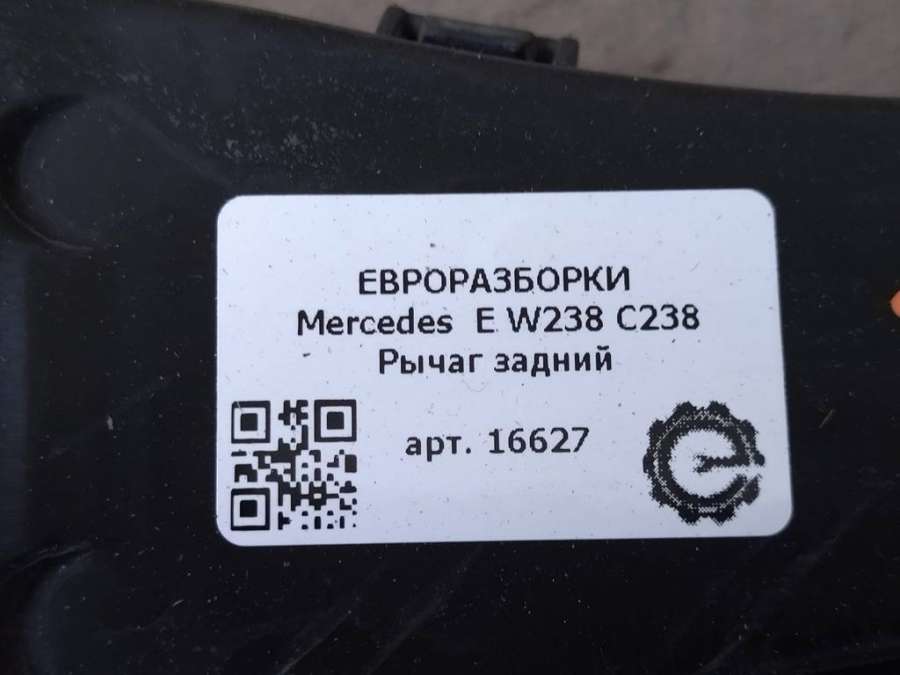 ЕВРОРАЗБОРКИ
Mercedes E W238 C238
Рычаг задний
арт. 16627